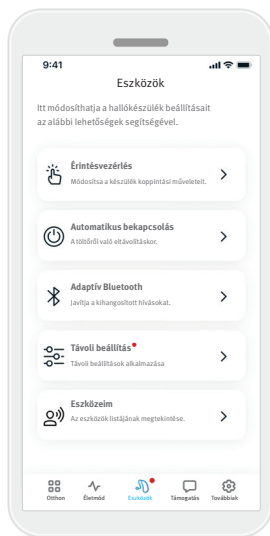 9:41
Eszközök
Itt módosíthatja a hallókészülék beállításait
az alábbi lehetőségek segítségével.
Érintésvezérlés
Módosítsa a készülék koppintási műveleteit.
Automatikus bekapcsolás
A töltőről való eltávolításkor.
Adaptív Bluetooth
Javítja a kihangosított hívásokat.
Távoli beállítás
Távoli beállítások alkalmazása
Eszközeim
Az eszközök listájának megtekintése.
Otthon Életmód Eszközök Támogatás Továbbiak